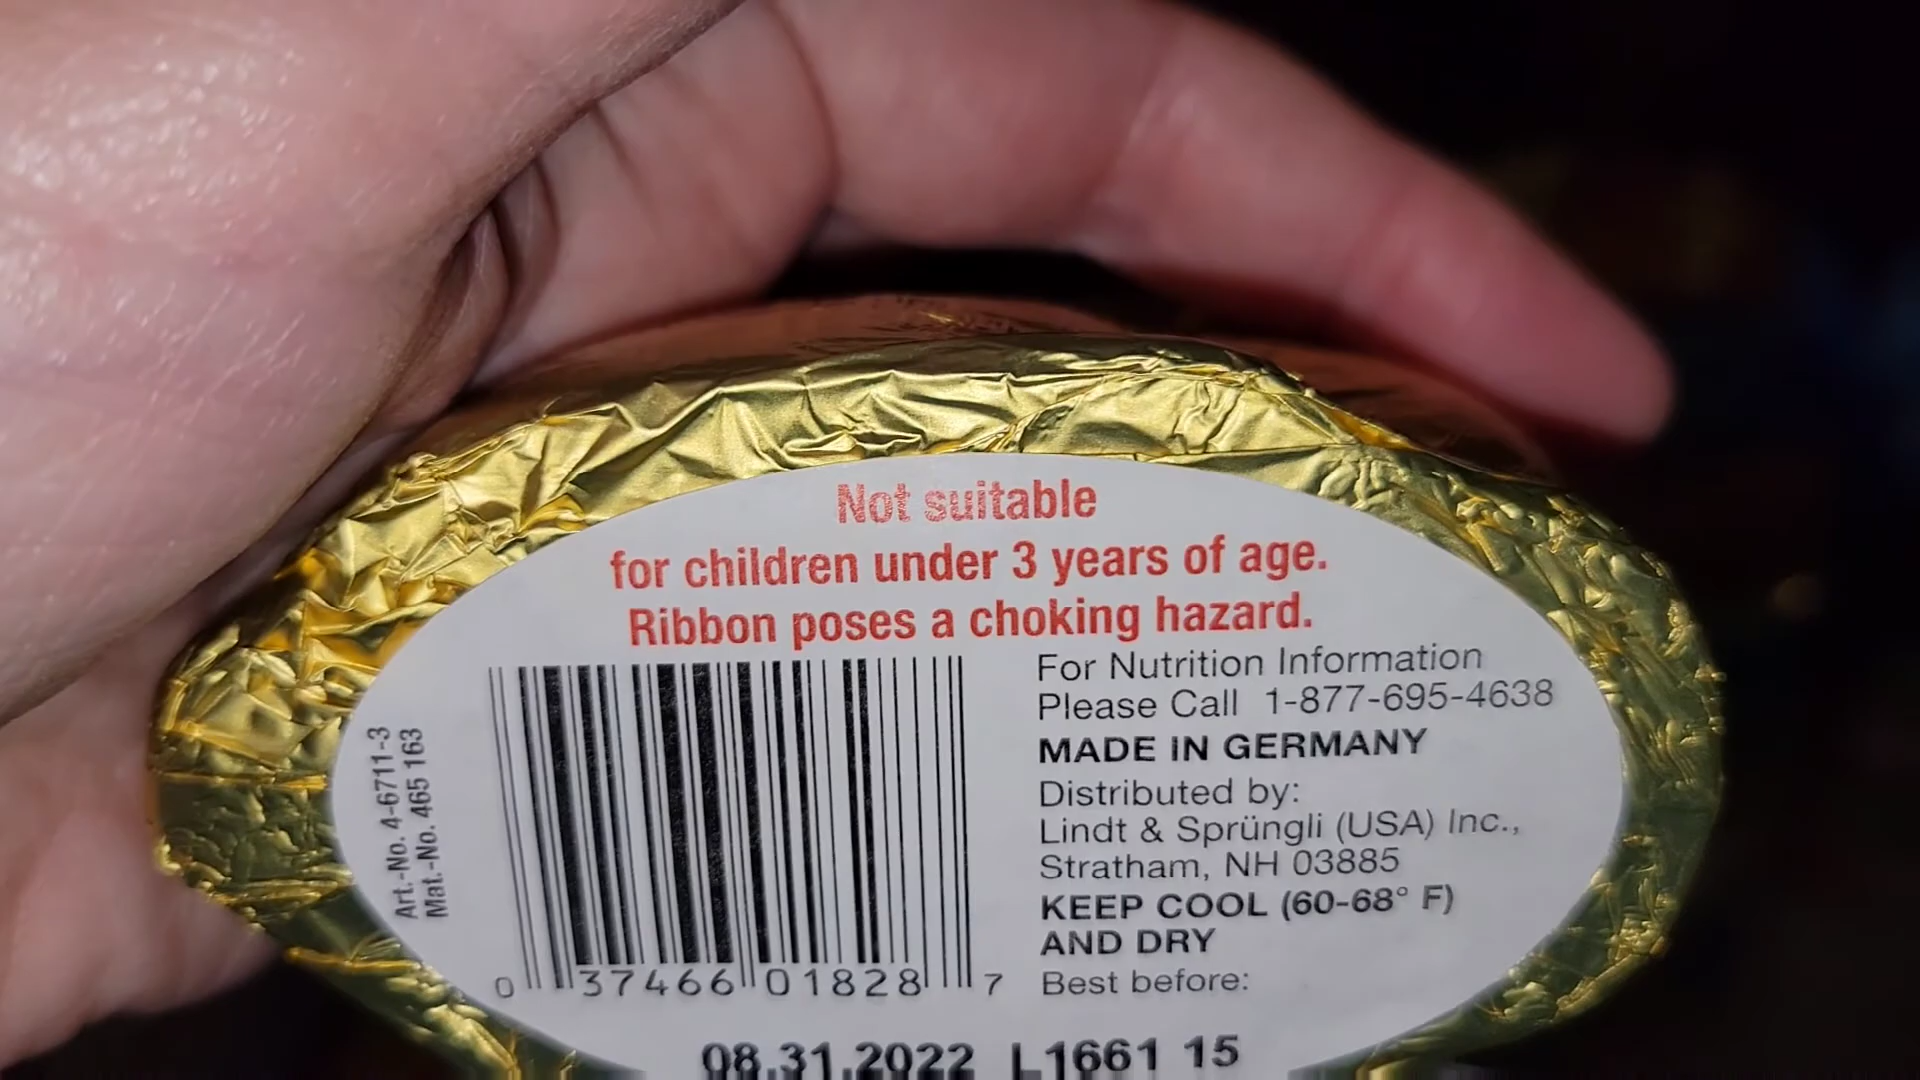 Not suitable
for children under 3 years of age.
Ribbon poses a choking hazard.
For Nutrition Information
Please Call 1-877-695-4638
MADE IN GERMANY
Distributed by:
Lindt & Sprüngli (USA) Inc.,
Stratham, NH 03885
KEEP COOL (60-68° F)
AND DRY
Best before:
Art.-No. 4-6711-3
Mat.-No. 465 163
0 37466 01828 7
08.31.2022 L1661 15